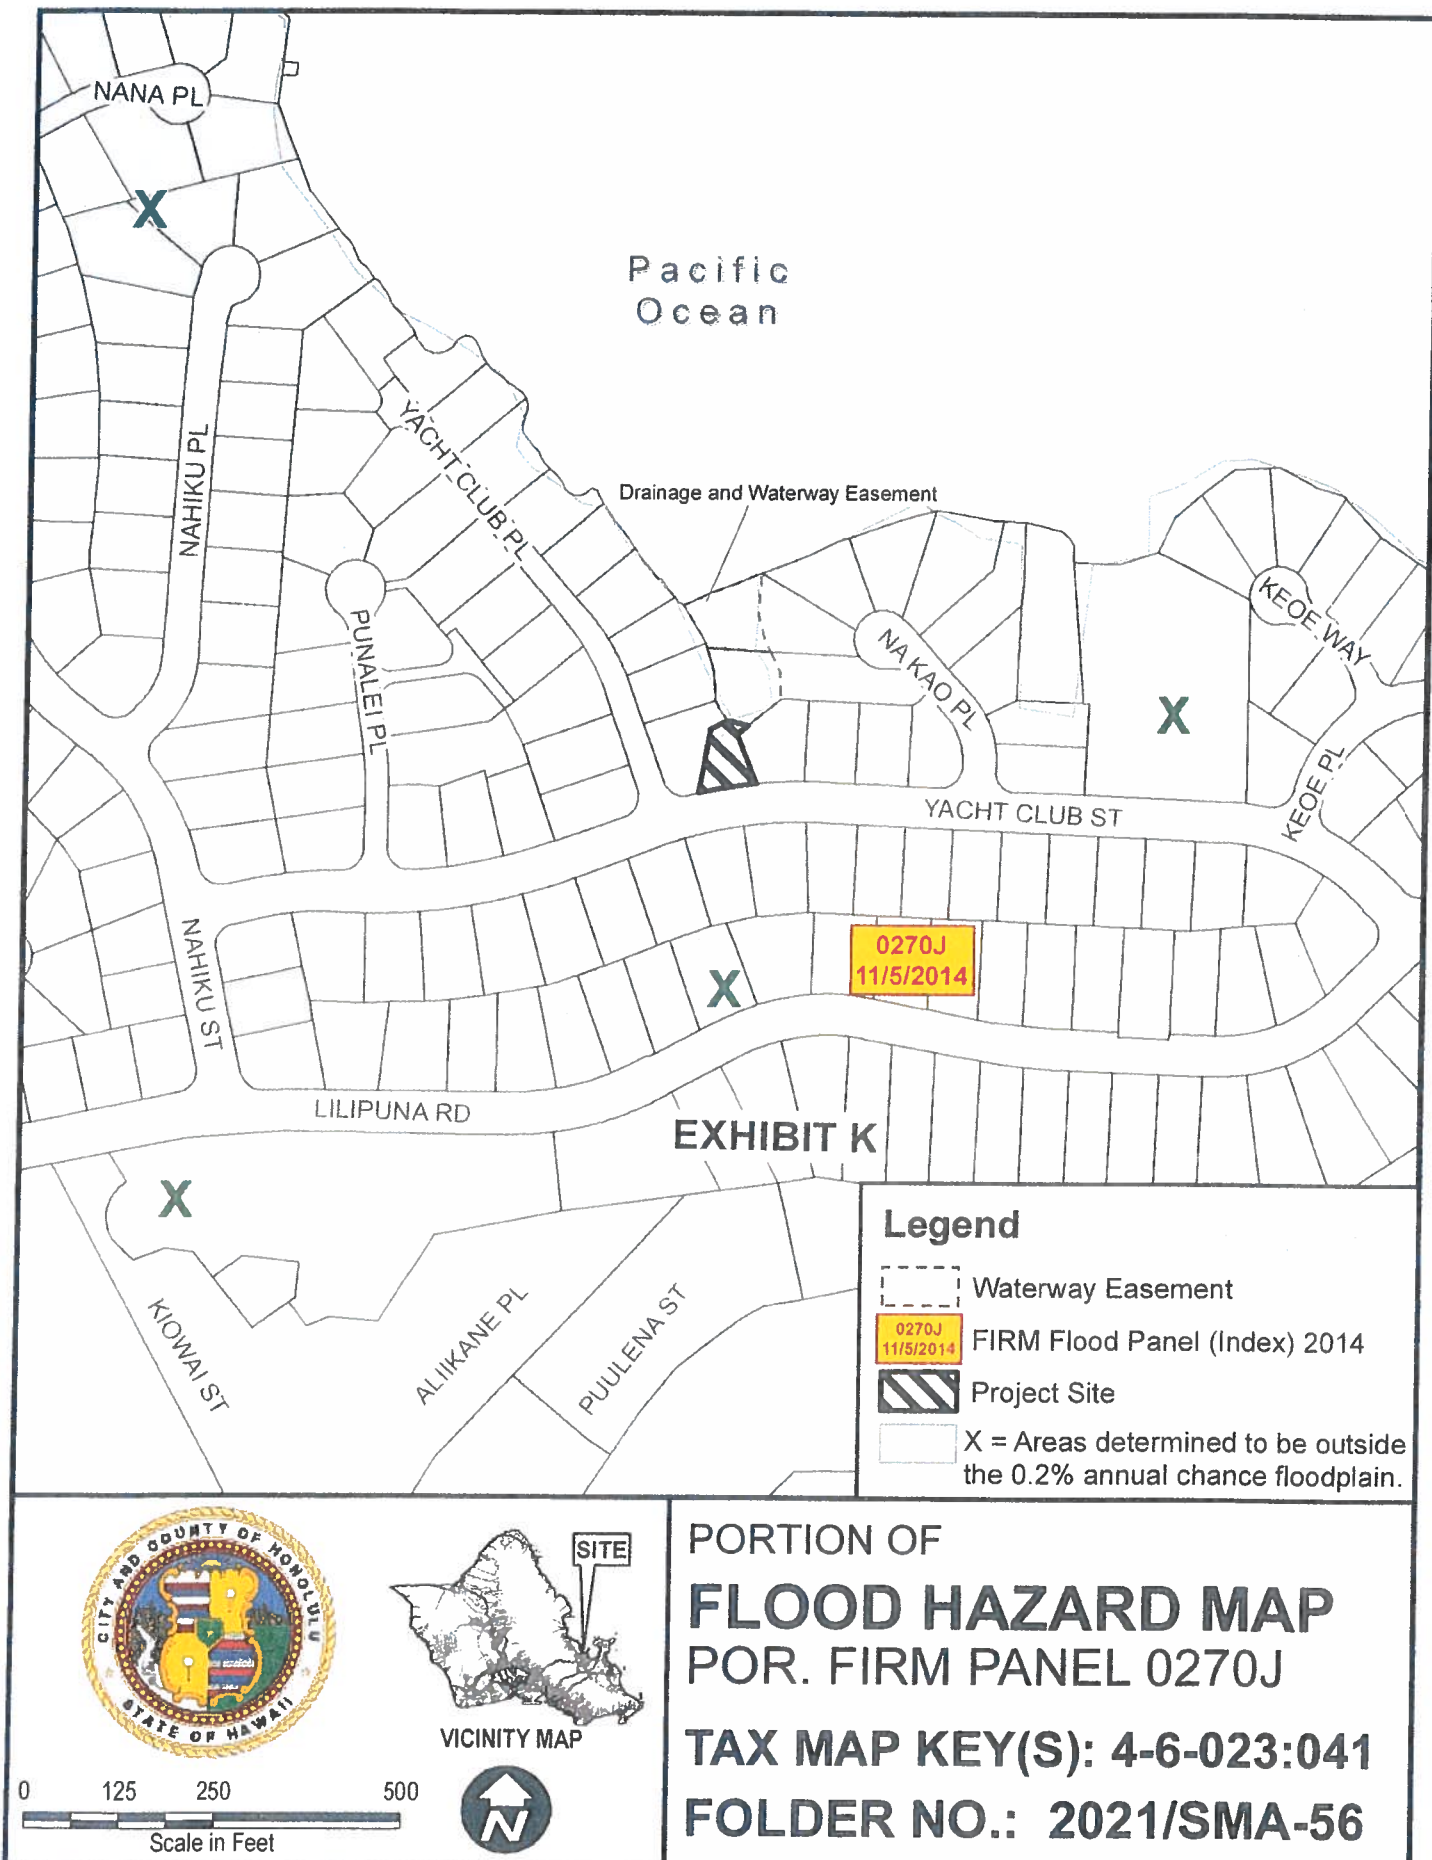 NANA PL
X
Pacific
Ocean
YACHT CLUB PL
NAHIKU PL
Drainage and Waterway Easement
KEOE WAY
PUNALEI PL
NA KAO PL
X
KEOE PL
YACHT CLUB ST
NAHIKU ST
X
0270J
11/5/2014
LILIPUNA RD
EXHIBIT K
X
KIOWAI ST
ALIIKANE PL
PUULENA ST
Legend
Waterway Easement
0270J
11/5/2014
FIRM Flood Panel (Index) 2014
Project Site
X = Areas determined to be outside
the 0.2% annual chance floodplain.
CITY AND COUNTY OF HONOLULU
STATE OF HAWAII
SITE
VICINITY MAP
0 125 250 500
Scale in Feet
N
PORTION OF
FLOOD HAZARD MAP
POR. FIRM PANEL 0270J
TAX MAP KEY(S): 4-6-023:041
FOLDER NO.: 2021/SMA-56